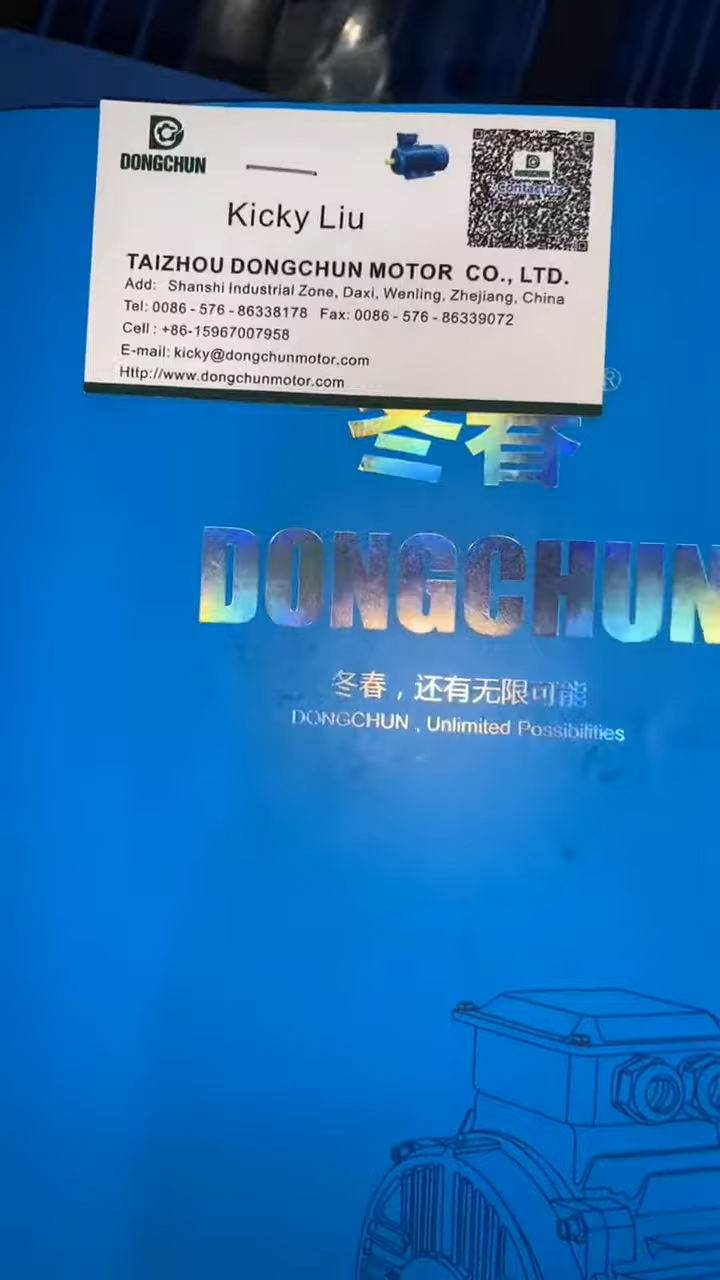 DONGCHUN
Contact us
Kicky Liu
TAIZHOU DONGCHUN MOTOR CO., LTD.
Add: Shanshi Industrial Zone, Daxi, Wenling, Zhejiang, China
Tel: 0086 - 576 - 86338178 Fax: 0086 - 576 - 86339072
Cell : +86-15967007958
E-mail: kicky@dongchunmotor.com
Http://www.dongchunmotor.com
®
冬春
DONGCHUN
冬春，还有无限可能
DONGCHUN , Unlimited Possibilities